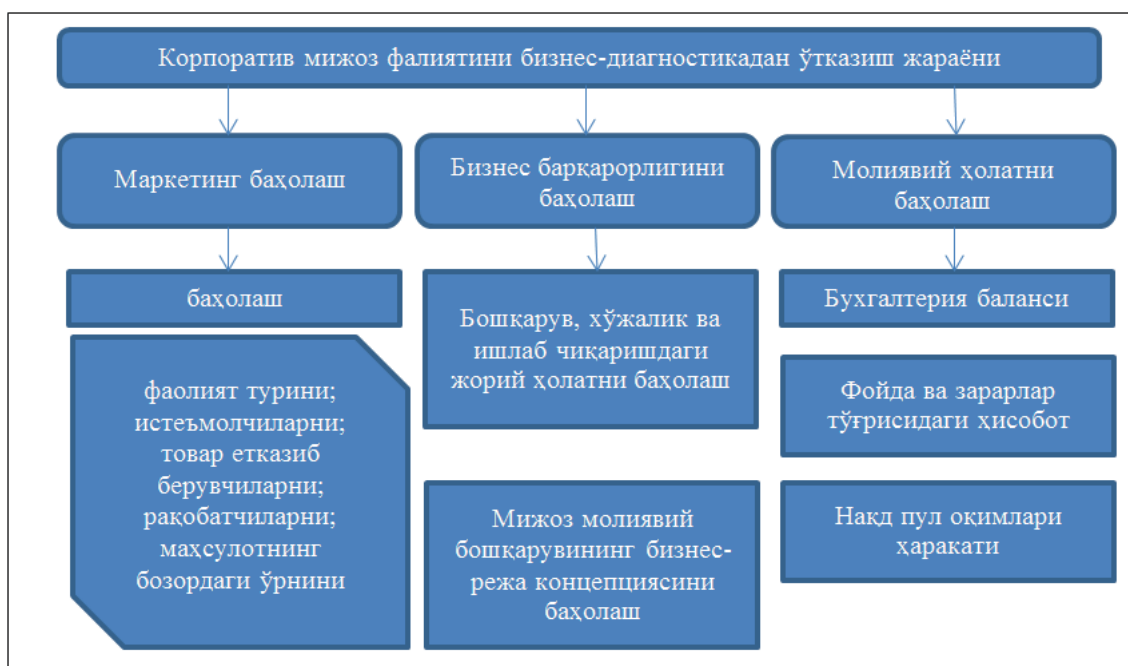 Корпоратив мижоз фалиятини бизнес-диагностикадан ўтказиш жараёни
Маркетинг баҳолаш
Бизнес барқарорлигини
баҳолаш
Молиявий ҳолатни
баҳолаш
баҳолаш
фаолият турини;
истеъмолчиларни;
товар етказиб
берувчиларни;
рақобатчиларни;
маҳсулотнинг
бозордаги ўрнини
Бошқарув, хўжалик ва
ишлаб чиқаришдаги
жорий ҳолатни баҳолаш
Мижоз молиявий
бошқарувининг бизнес-
режа концепциясини
баҳолаш
Бухгалтерия баланси
Фойда ва зарарлар
тўғрисидаги ҳисобот
Нақд пул оқимлари
ҳаракати